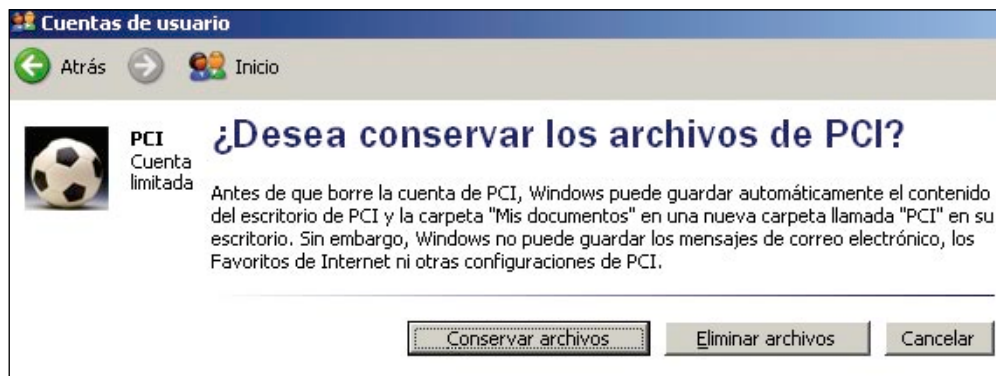 Cuentas de usuario
Atrás Inicio
PCI
Cuenta
limitada
¿Desea conservar los archivos de PCI?
Antes de que borre la cuenta de PCI, Windows puede guardar automáticamente el contenido
del escritorio de PCI y la carpeta "Mis documentos" en una nueva carpeta llamada "PCI" en su
escritorio. Sin embargo, Windows no puede guardar los mensajes de correo electrónico, los
Favoritos de Internet ni otras configuraciones de PCI.
Conservar archivos Eliminar archivos Cancelar